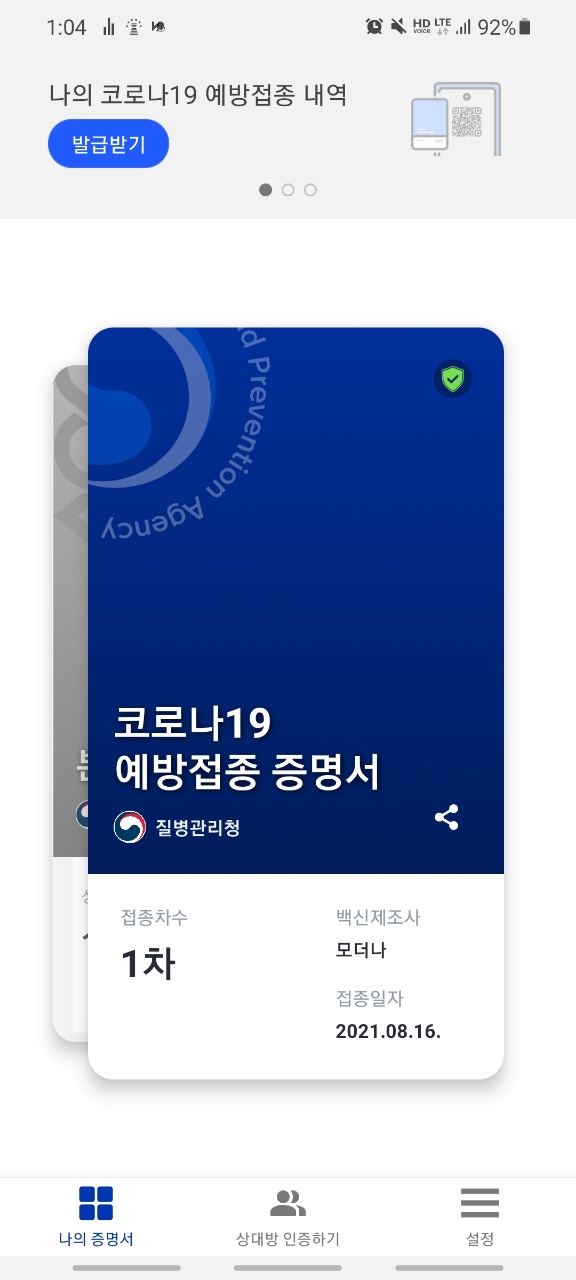 1:04 HD voice LTE 92%
나의 코로나19 예방접종 내역
발급받기
d Prevention Agency
코로나19
예방접종 증명서
질병관리청
접종차수
1차
백신제조사
모더나
접종일자
2021.08.16.
나의 증명서 상대방 인증하기 설정